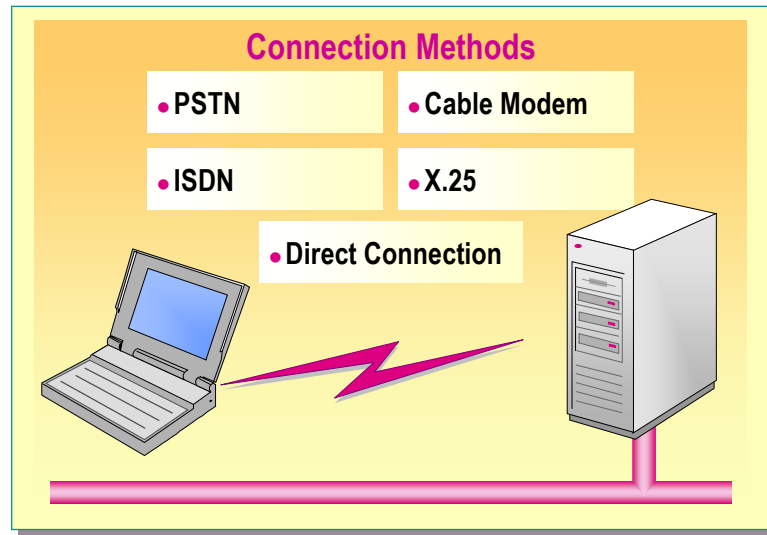 Connection Methods
• PSTN
• Cable Modem
• ISDN
• X.25
• Direct Connection